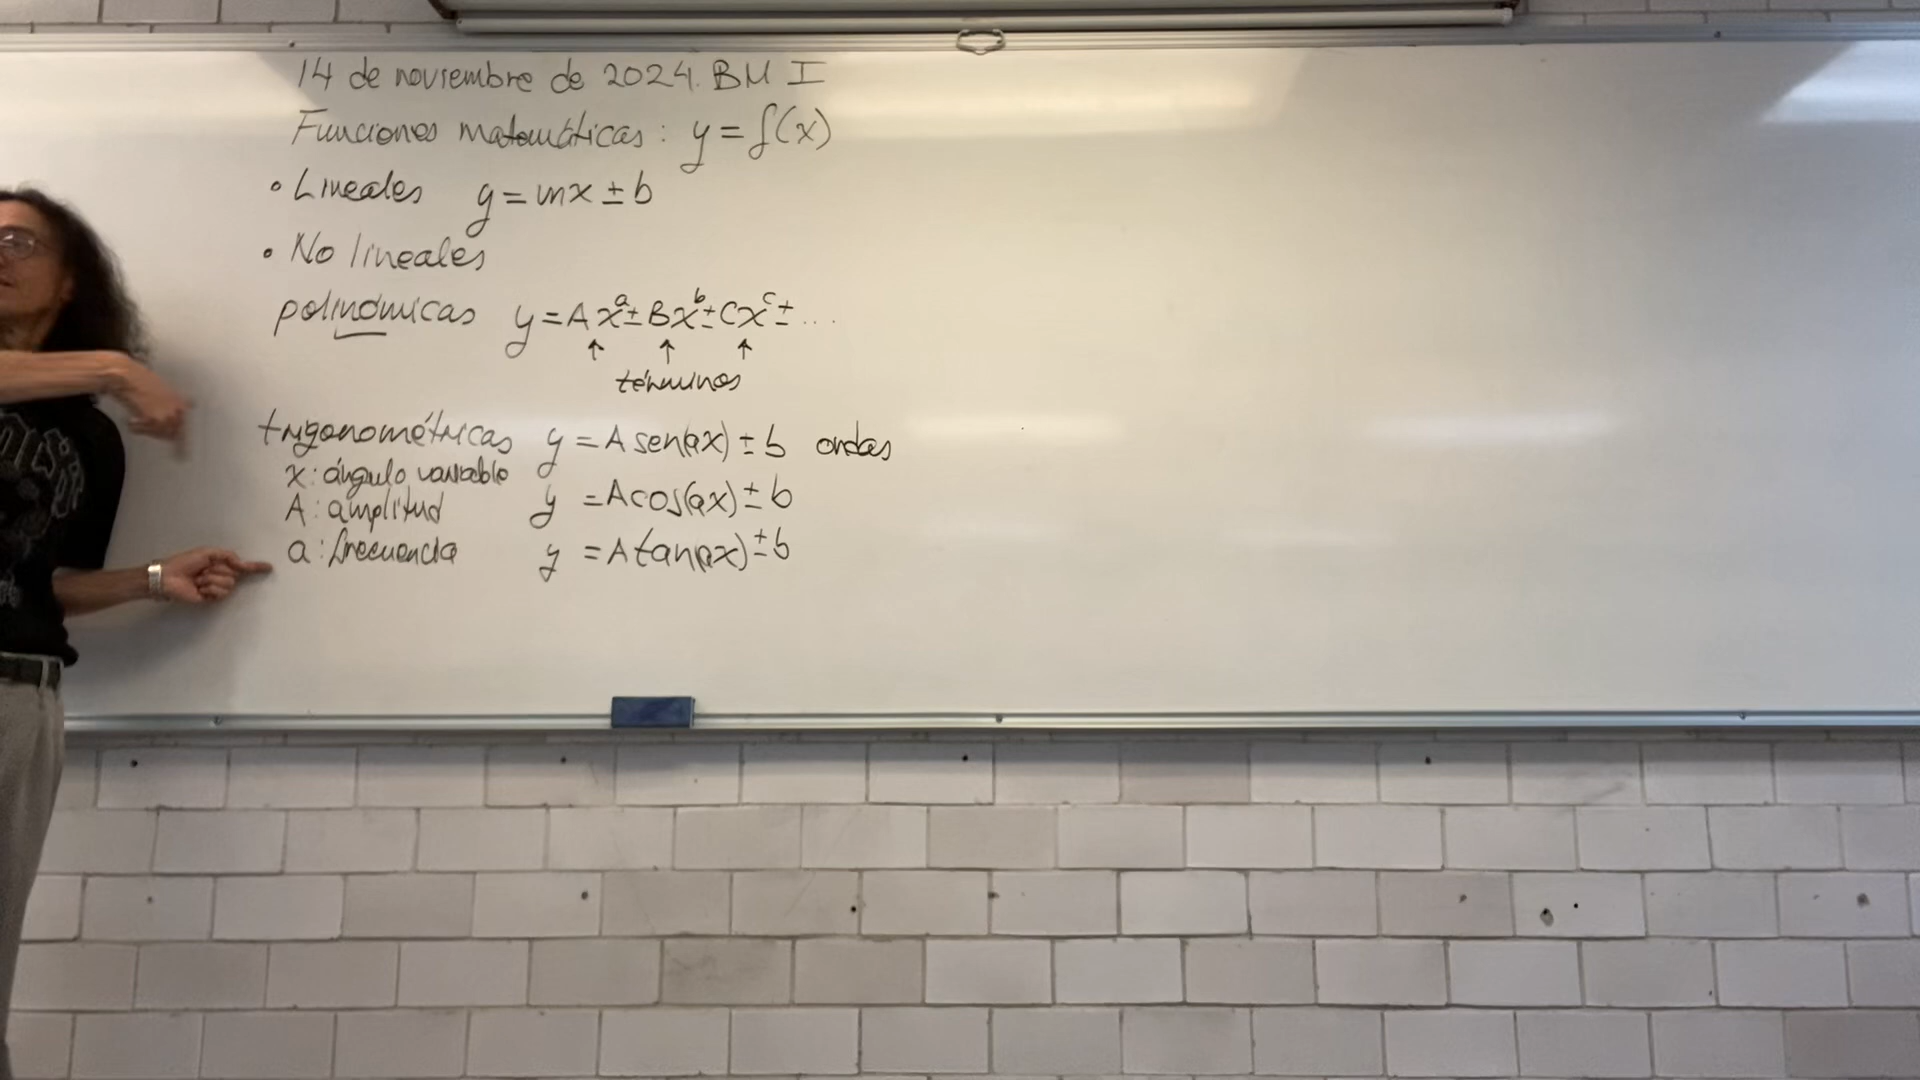 14 de noviembre de 2024. BM I
Funciones matemáticas: y = f(x)
• Lineales y = mx ± b
• No lineales
polinómicas y = Ax^a ± Bx^b ± Cx^c ± ...
↑ ↑ ↑
términos
trigonométricas y = A sen(ax) ± b ondas
x: ángulo variable
A: amplitud y = A cos(ax) ± b
a: frecuencia y = A tan(ax) ± b